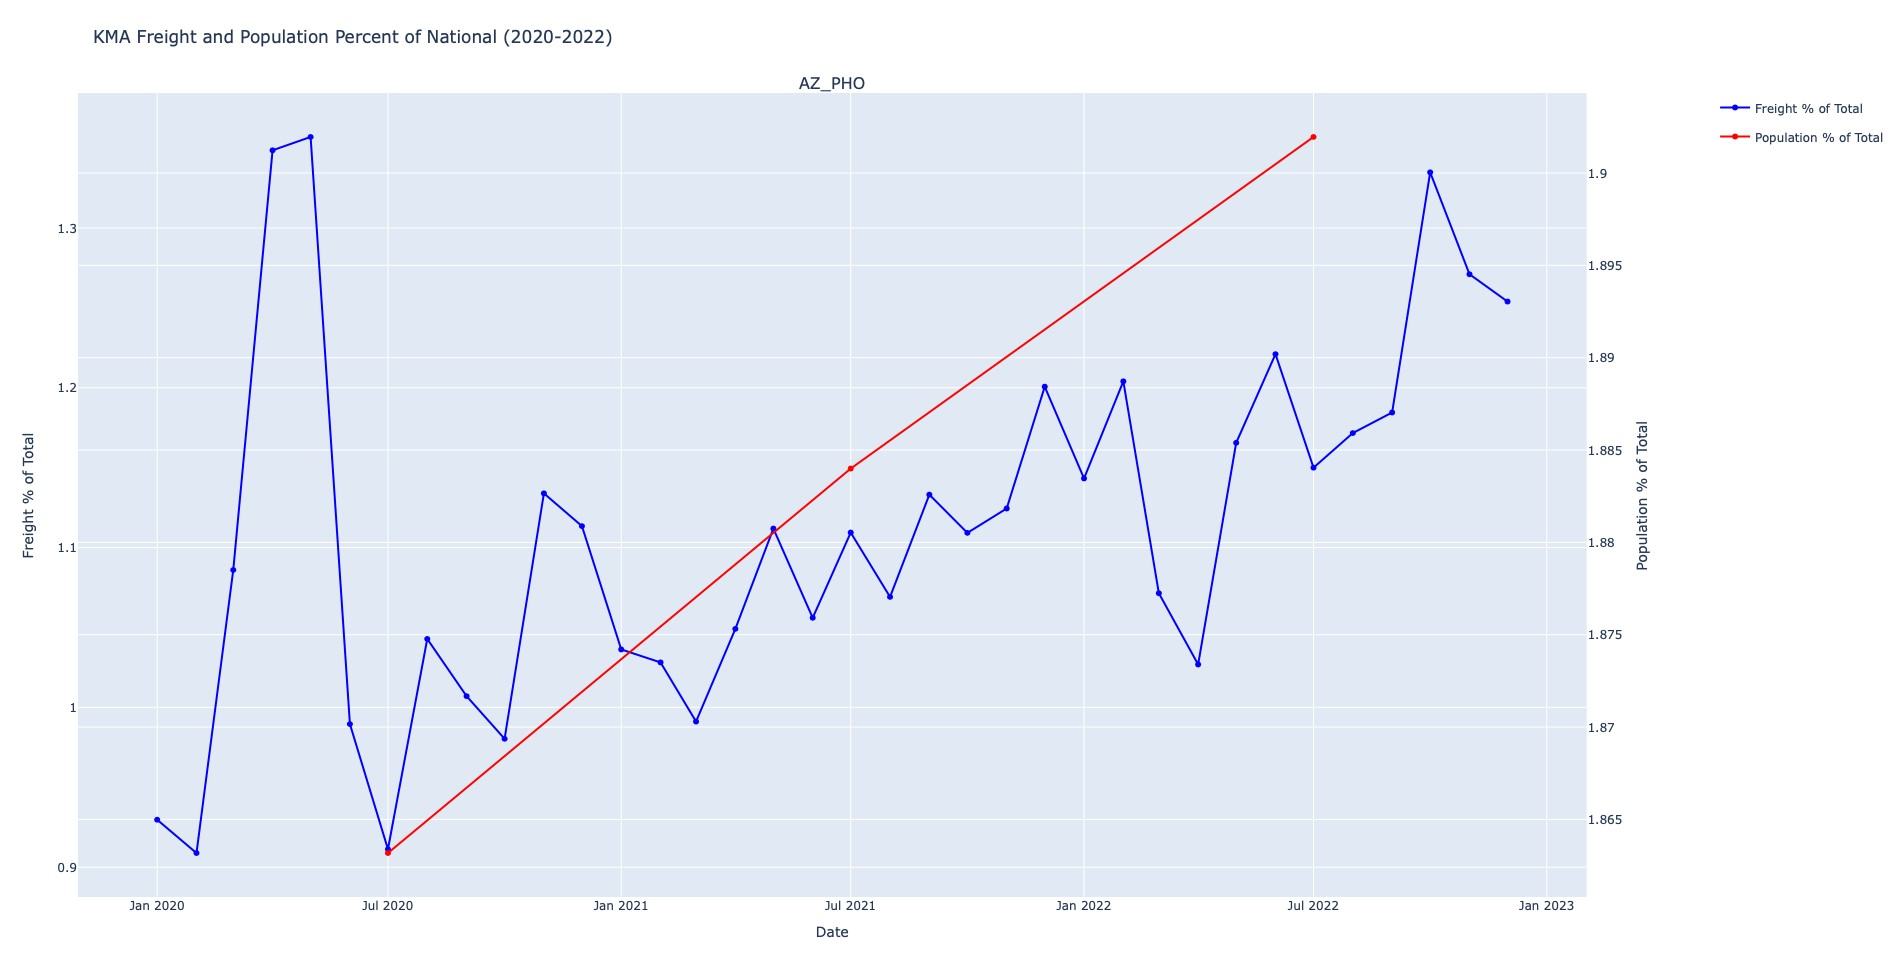 KMA Freight and Population Percent of National (2020-2022)
AZ_PHO
Freight % of Total
Population % of Total
1.3
1.2
1.1
1
0.9
Freight % of Total
1.9
1.895
1.89
1.885
1.88
1.875
1.87
1.865
Population % of Total
Jan 2020 Jul 2020 Jan 2021 Jul 2021 Jan 2022 Jul 2022 Jan 2023
Date